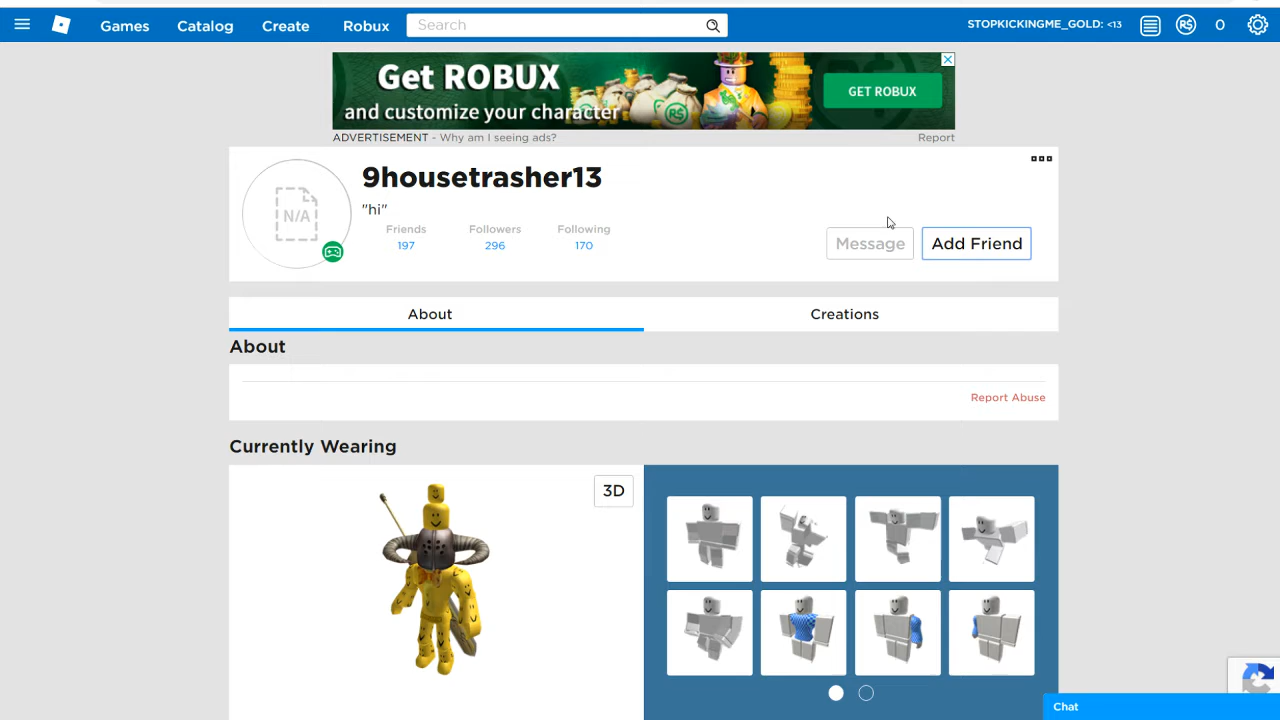 Games Catalog Create Robux Search STOPKICKINGME_GOLD: <13 R$ 0
Get ROBUX
and customize your character
GET ROBUX
ADVERTISEMENT - Why am I seeing ads? Report
9housetrasher13
"hi"
N/A
Friends Followers Following
197 296 170
Message Add Friend
About Creations
About
Report Abuse
Currently Wearing
3D
Chat